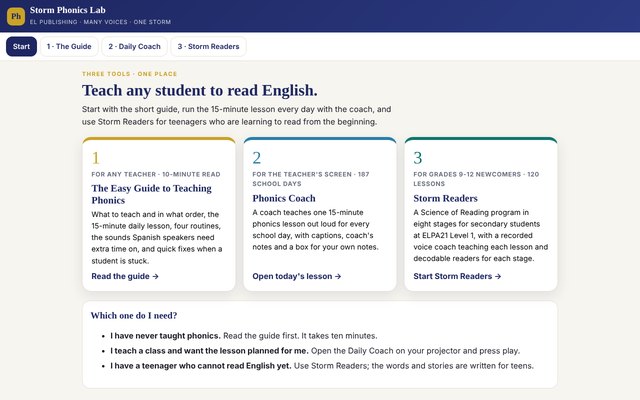 Ph
Storm Phonics Lab
EL PUBLISHING · MANY VOICES · ONE STORM
Start
1 · The Guide
2 · Daily Coach
3 · Storm Readers
THREE TOOLS · ONE PLACE
Teach any student to read English.
Start with the short guide, run the 15-minute lesson every day with the coach, and
use Storm Readers for teenagers who are learning to read from the beginning.
1
FOR ANY TEACHER · 10-MINUTE READ
The Easy Guide to Teaching
Phonics
What to teach and in what order, the
15-minute daily lesson, four routines,
the sounds Spanish speakers need
extra time on, and quick fixes when a
student is stuck.
Read the guide →
2
FOR THE TEACHER'S SCREEN · 187
SCHOOL DAYS
Phonics Coach
A coach teaches one 15-minute
phonics lesson out loud for every
school day, with captions, coach's
notes and a box for your own notes.
Open today's lesson →
3
FOR GRADES 9-12 NEWCOMERS · 120
LESSONS
Storm Readers
A Science of Reading program in
eight stages for secondary students
at ELPA21 Level 1, with a recorded
voice coach teaching each lesson and
decodable readers for each stage.
Start Storm Readers →
Which one do I need?
• I have never taught phonics. Read the guide first. It takes ten minutes.
• I teach a class and want the lesson planned for me. Open the Daily Coach on your projector and press play.
• I have a teenager who cannot read English yet. Use Storm Readers; the words and stories are written for teens.